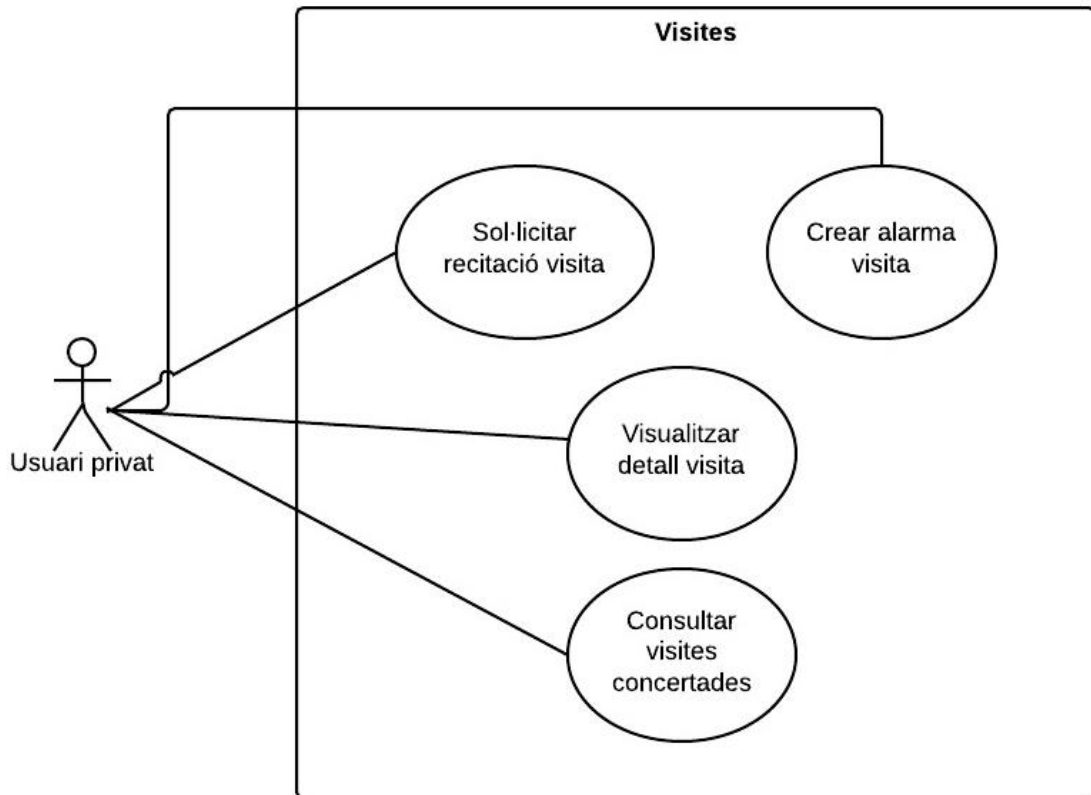 Visites
Sol·licitar
recitació visita
Crear alarma
visita
Usuari privat
Visualitzar
detall visita
Consultar
visites
concertades